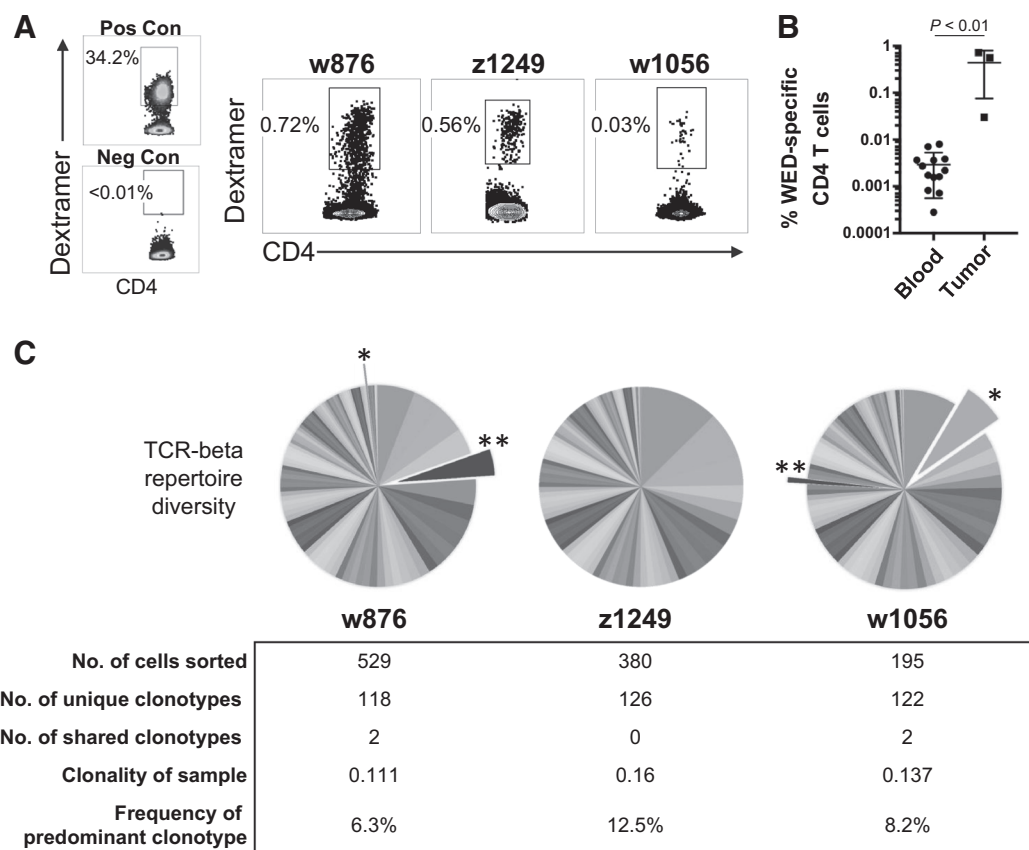 A
Pos Con
34.2%
Neg Con
<0.01%
Dextramer
CD4
w876
z1249
w1056
0.72%
0.56%
0.03%
Dextramer
CD4
B
P < 0.01
% WED-specific
CD4 T cells
1
0.1
0.01
0.001
0.0001
Blood
Tumor
C
TCR-beta
repertoire
diversity
*
**
*
**
w876
z1249
w1056
No. of cells sorted 529 380 195
No. of unique clonotypes 118 126 122
No. of shared clonotypes 2 0 2
Clonality of sample 0.111 0.16 0.137
Frequency of
predominant clonotype 6.3% 12.5% 8.2%